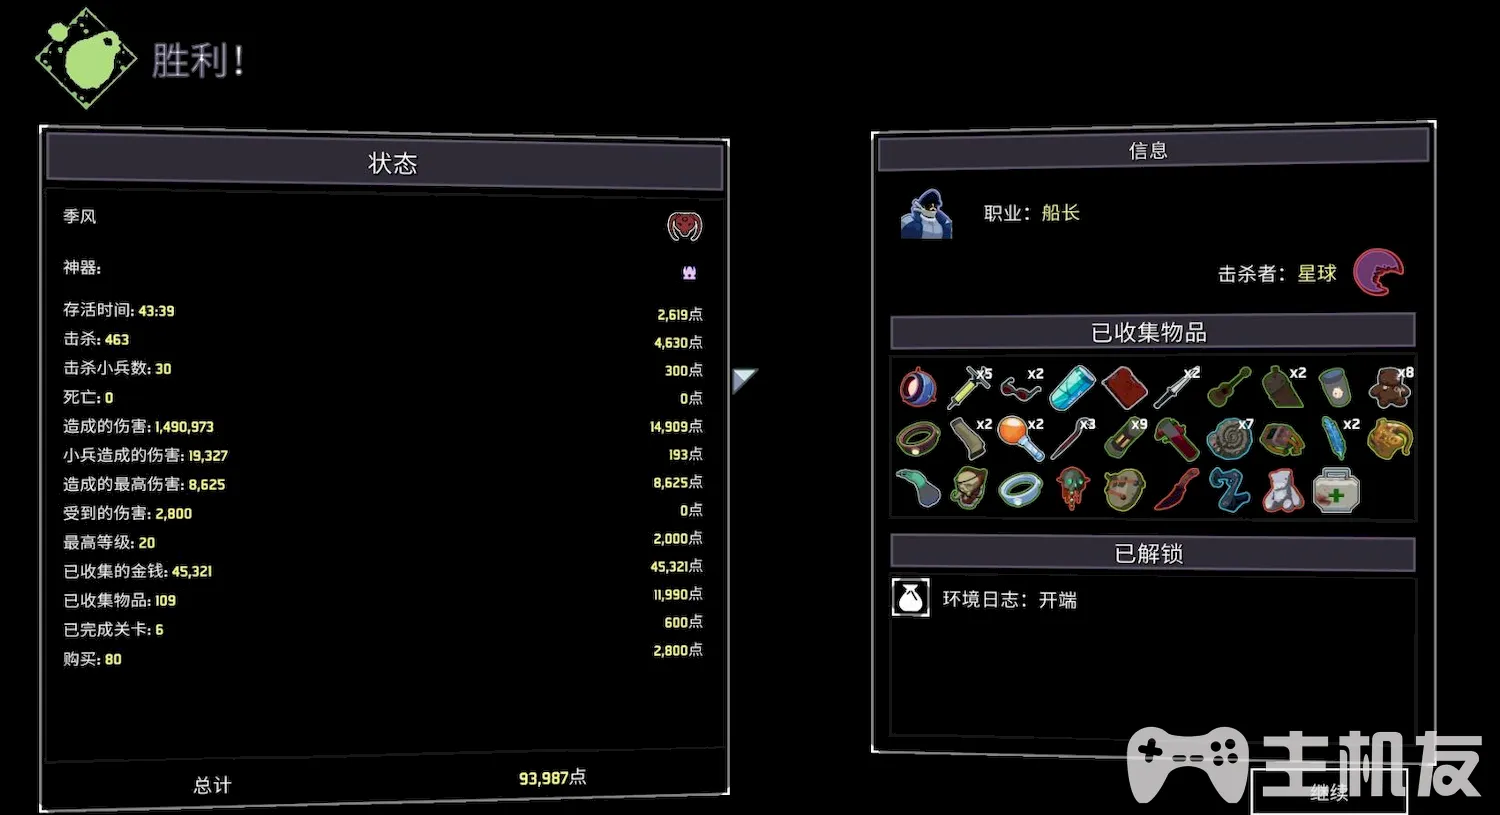 胜利!
状态
季风
神器:
存活时间: 43:39 2,619点
击杀: 463 4,630点
击杀小兵数: 30 300点
死亡: 0 0点
造成的伤害: 1,490,973 14,909点
小兵造成的伤害: 19,327 193点
造成的最高伤害: 8,625 8,625点
受到的伤害: 2,800 0点
最高等级: 20 2,000点
已收集的金钱: 45,321 45,321点
已收集物品: 109 11,990点
已完成关卡: 6 600点
购买: 80 2,800点
总计 93,987点
信息
职业: 船长
击杀者: 星球
已收集物品
x5 x2 x2 x2 x8
x2 x2 x3 x9 x7 x2
已解锁
环境日志: 开端
继续
主机友